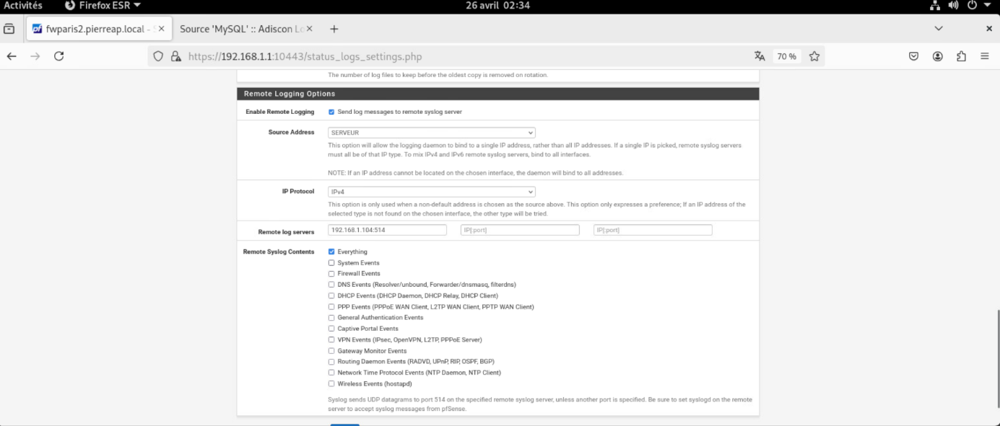 Activités
Firefox ESR
26 avril 02:34
fwparis2.pierreap.local -
Source 'MySQL' :: Adiscon Lo
https://192.168.1.1:10443/status_logs_settings.php
70 %
The number of log files to keep before the oldest copy is removed on rotation.
Remote Logging Options
Enable Remote Logging
Send log messages to remote syslog server
Source Address
SERVEUR
This option will allow the logging daemon to bind to a single IP address, rather than all IP addresses. If a single IP is picked, remote syslog servers
must all be of that IP type. To mix IPv4 and IPv6 remote syslog servers, bind to all interfaces.
NOTE: If an IP address cannot be located on the chosen interface, the daemon will bind to all addresses.
IP Protocol
IPv4
This option is only used when a non-default address is chosen as the source above. This option only expresses a preference; If an IP address of the
selected type is not found on the chosen interface, the other type will be tried.
Remote log servers
192.168.1.104:514
IP[:port]
IP[:port]
Remote Syslog Contents
Everything
System Events
Firewall Events
DNS Events (Resolver/unbound, Forwarder/dnsmasq, filterdns)
DHCP Events (DHCP Daemon, DHCP Relay, DHCP Client)
PPP Events (PPPoE WAN Client, L2TP WAN Client, PPTP WAN Client)
General Authentication Events
Captive Portal Events
VPN Events (IPsec, OpenVPN, L2TP, PPPoE Server)
Gateway Monitor Events
Routing Daemon Events (RADVD, UPnP, RIP, OSPF, BGP)
Network Time Protocol Events (NTP Daemon, NTP Client)
Wireless Events (hostapd)
Syslog sends UDP datagrams to port 514 on the specified remote syslog server, unless another port is specified. Be sure to set syslogd on the remote
server to accept syslog messages from pfSense.